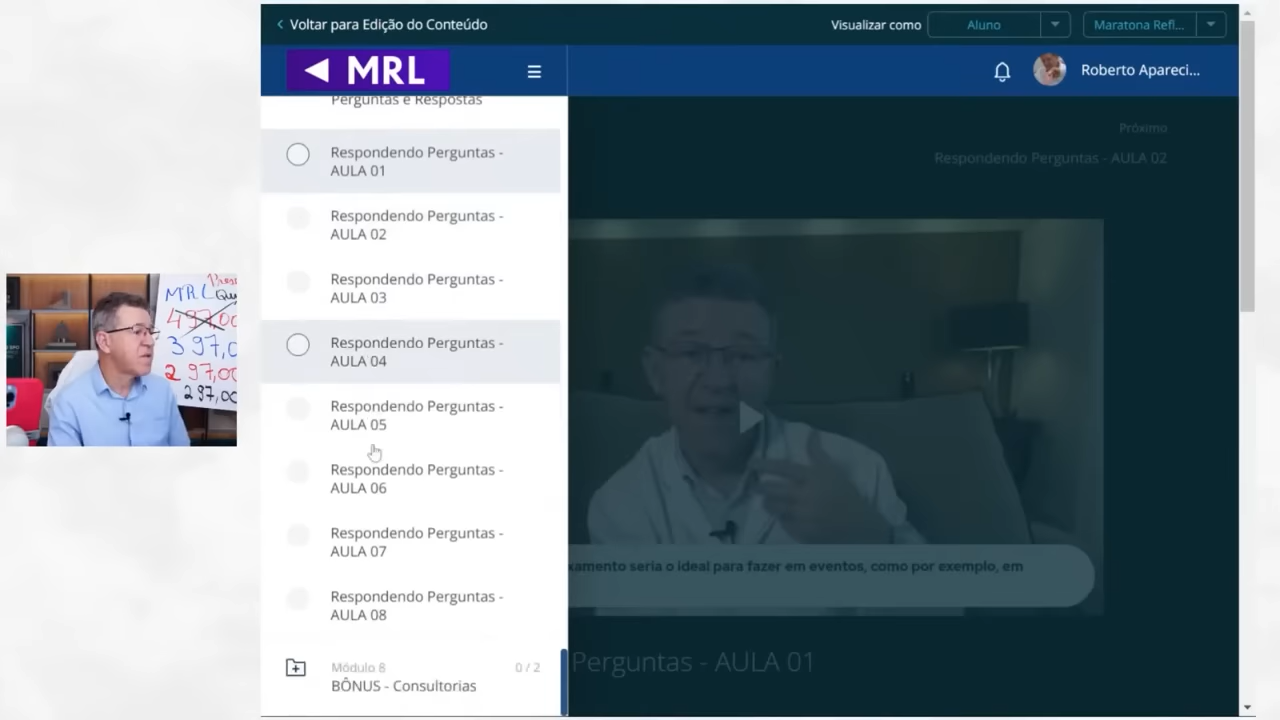 Voltar para Edição do Conteúdo
Visualizar como
Aluno
Maratona Refl...
MRL
Roberto Apareci...
Perguntas e Respostas
Respondendo Perguntas -
AULA 01
Respondendo Perguntas -
AULA 02
Respondendo Perguntas -
AULA 03
Respondendo Perguntas -
AULA 04
Respondendo Perguntas -
AULA 05
Respondendo Perguntas -
AULA 06
Respondendo Perguntas -
AULA 07
Respondendo Perguntas -
AULA 08
Módulo 8
0 / 2
BÔNUS - Consultorias
Próximo
Respondendo Perguntas - AULA 02
seria o ideal para fazer em eventos, como por exemplo, em
Perguntas - AULA 01
MRL
497,00
397,0
297,00
297,00